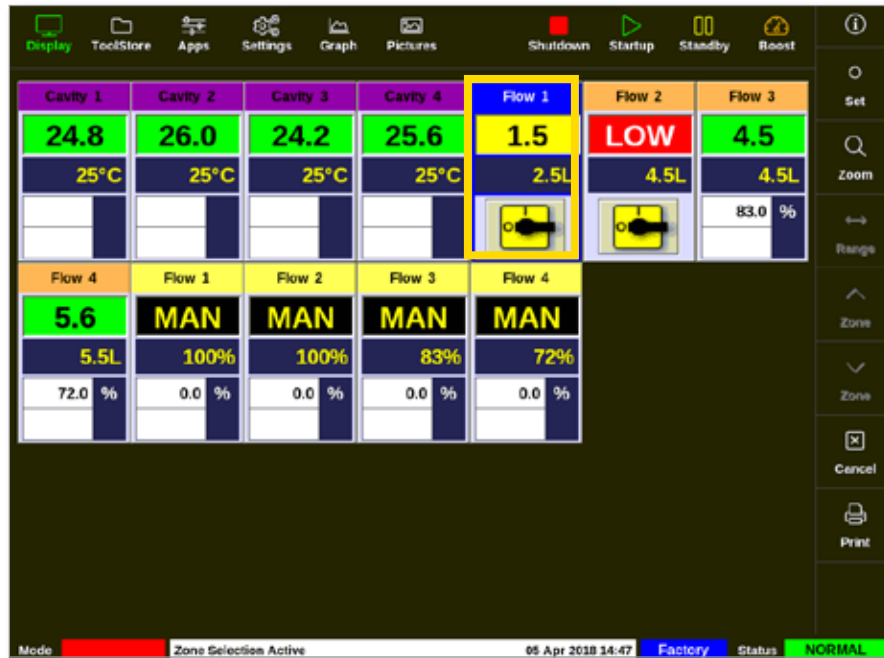 Display ToolStore Apps Settings Graph Pictures Shutdown Startup Standby Boost
Set
Zoom
Range
Zone
Zone
Cancel
Print
Cavity 1 Cavity 2 Cavity 3 Cavity 4 Flow 1 Flow 2 Flow 3
24.8 26.0 24.2 25.6 1.5 LOW 4.5
25°C 25°C 25°C 25°C 2.5L 4.5L 4.5L
83.0 %
Flow 4 Flow 1 Flow 2 Flow 3 Flow 4
5.6 MAN MAN MAN MAN
5.5L 100% 100% 83% 72%
72.0 % 0.0 % 0.0 % 0.0 % 0.0 %
Mode Zone Selection Active 05 Apr 2018 14:47 Factory Status NORMAL